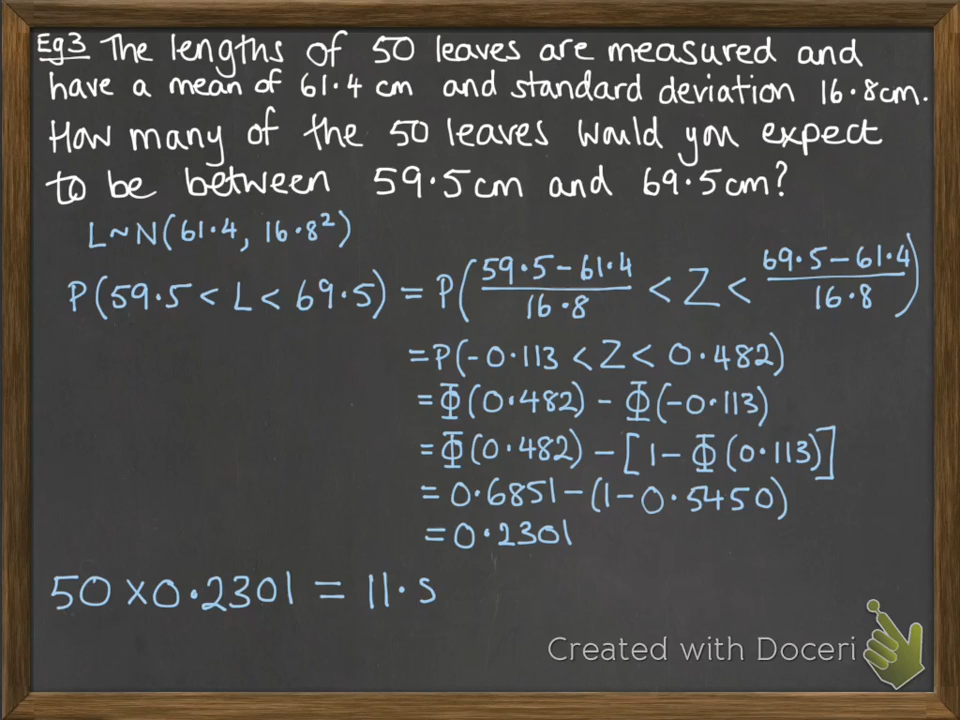 Eg3 The lengths of 50 leaves are measured and
have a mean of 61.4 cm and standard deviation 16.8cm.
How many of the 50 leaves would you expect
to be between 59.5cm and 69.5cm?
L~N(61.4, 16.8²)
P(59.5 < L < 69.5) = P((59.5-61.4)/16.8 < Z < (69.5-61.4)/16.8)
= P(-0.113 < Z < 0.482)
= Φ(0.482) - Φ(-0.113)
= Φ(0.482) - [1 - Φ(0.113)]
= 0.6851 - (1 - 0.5450)
= 0.2301
50 × 0.2301 = 11.5
Created with Doceri